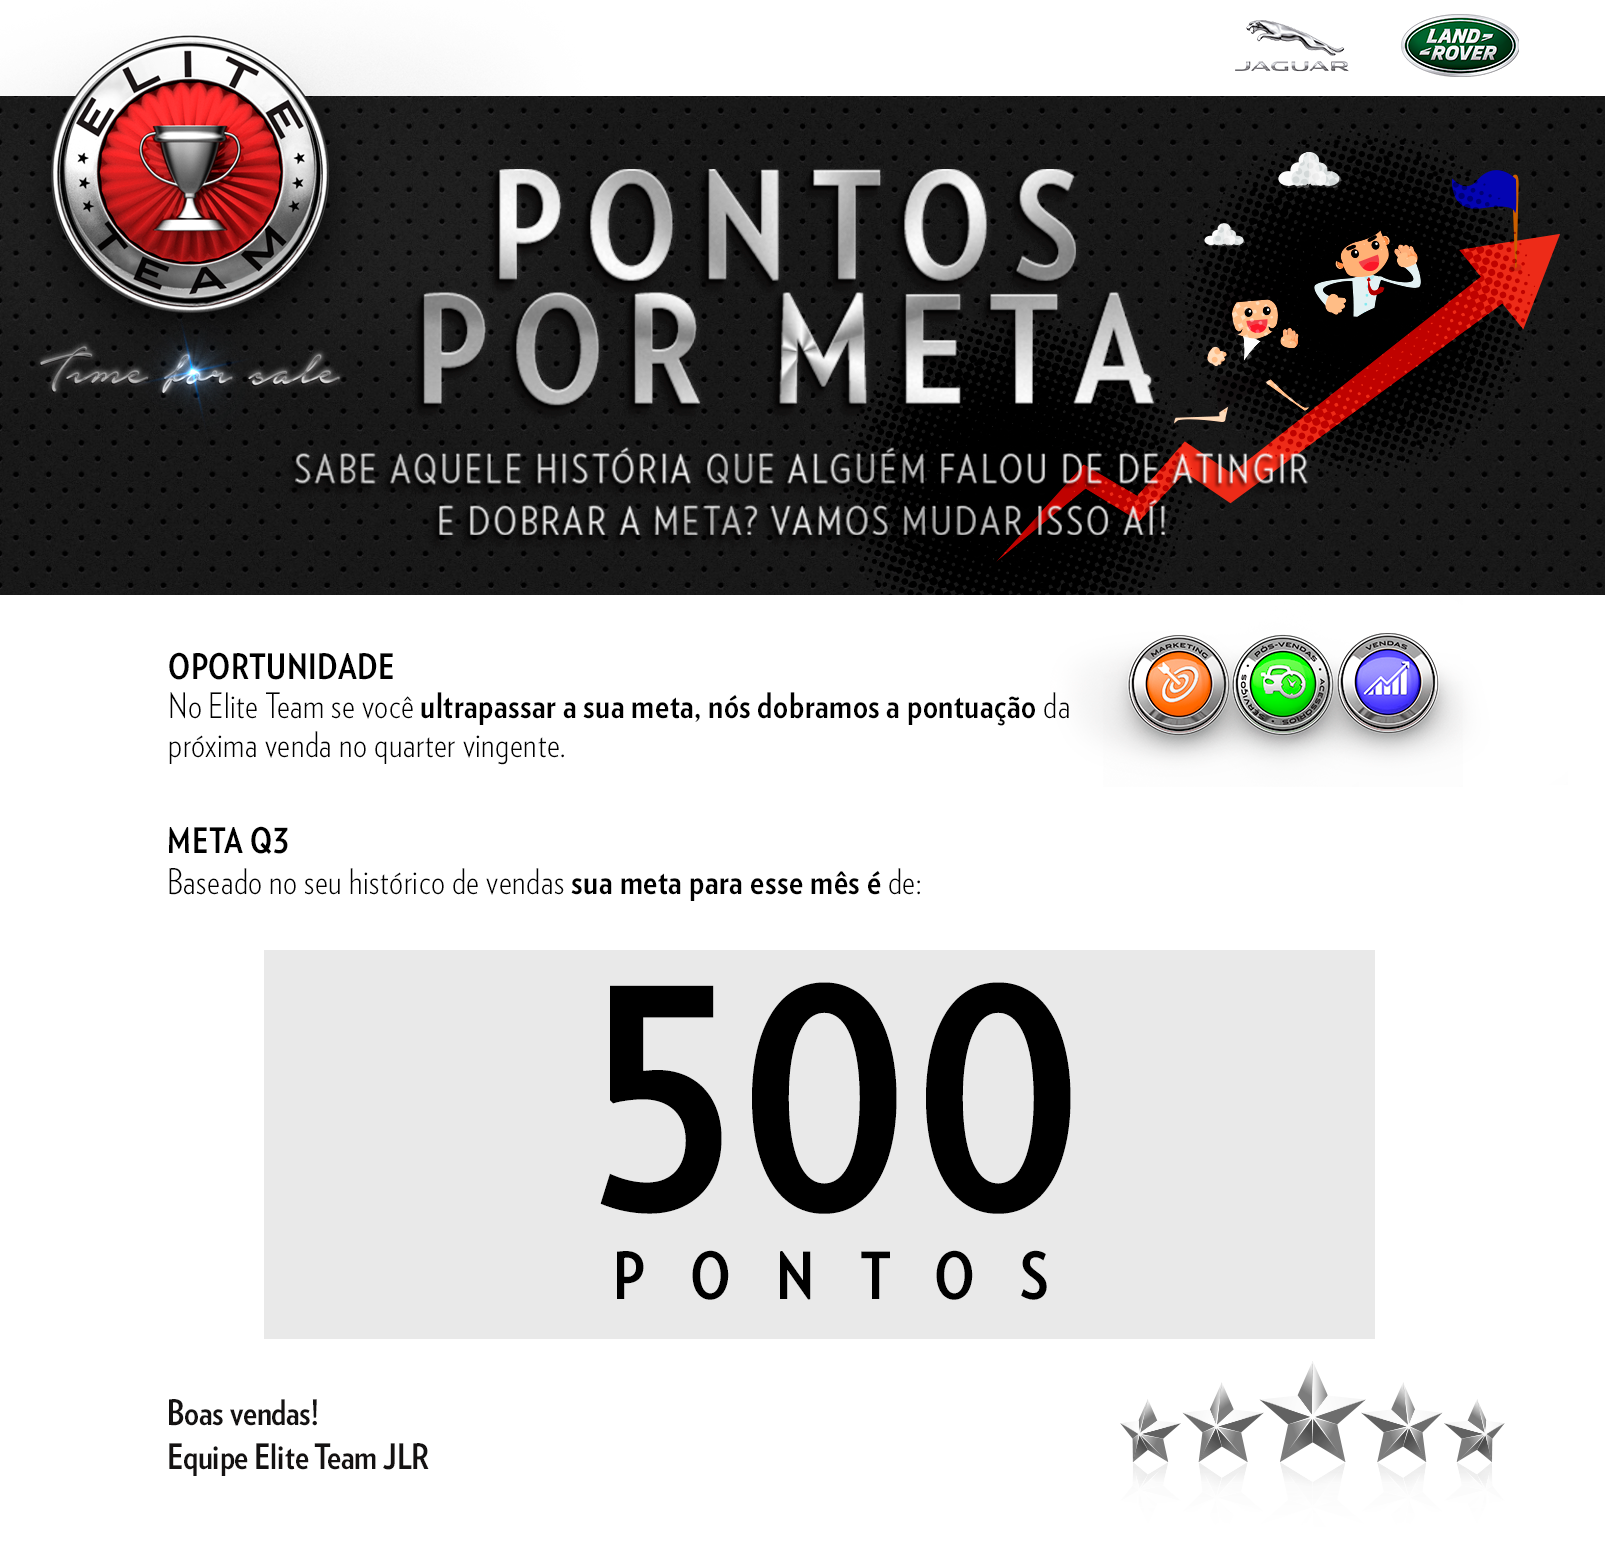 JAGUAR
LAND
ROVER
ELITE
TEAM
Time for sale
PONTOS
POR META
SABE AQUELE HISTÓRIA QUE ALGUÉM FALOU DE DE ATINGIR
E DOBRAR A META? VAMOS MUDAR ISSO AÍ!
OPORTUNIDADE
No Elite Team se você ultrapassar a sua meta, nós dobramos a pontuação da
próxima venda no quarter vingente.
MARKETING
PÓS-VENDAS
ACESSÓRIOS • SERVIÇOS
VENDAS
META Q3
Baseado no seu histórico de vendas sua meta para esse mês é de:
500
PONTOS
Boas vendas!
Equipe Elite Team JLR